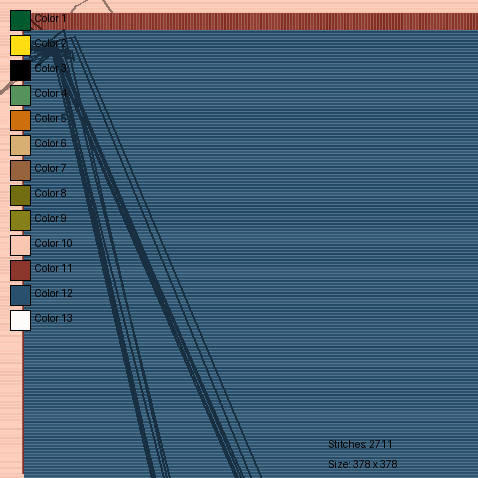 Color 1
Color 2
Color 3
Color 4
Color 5
Color 6
Color 7
Color 8
Color 9
Color 10
Color 11
Color 12
Color 13
Stitches: 2711
Size: 378 x 378